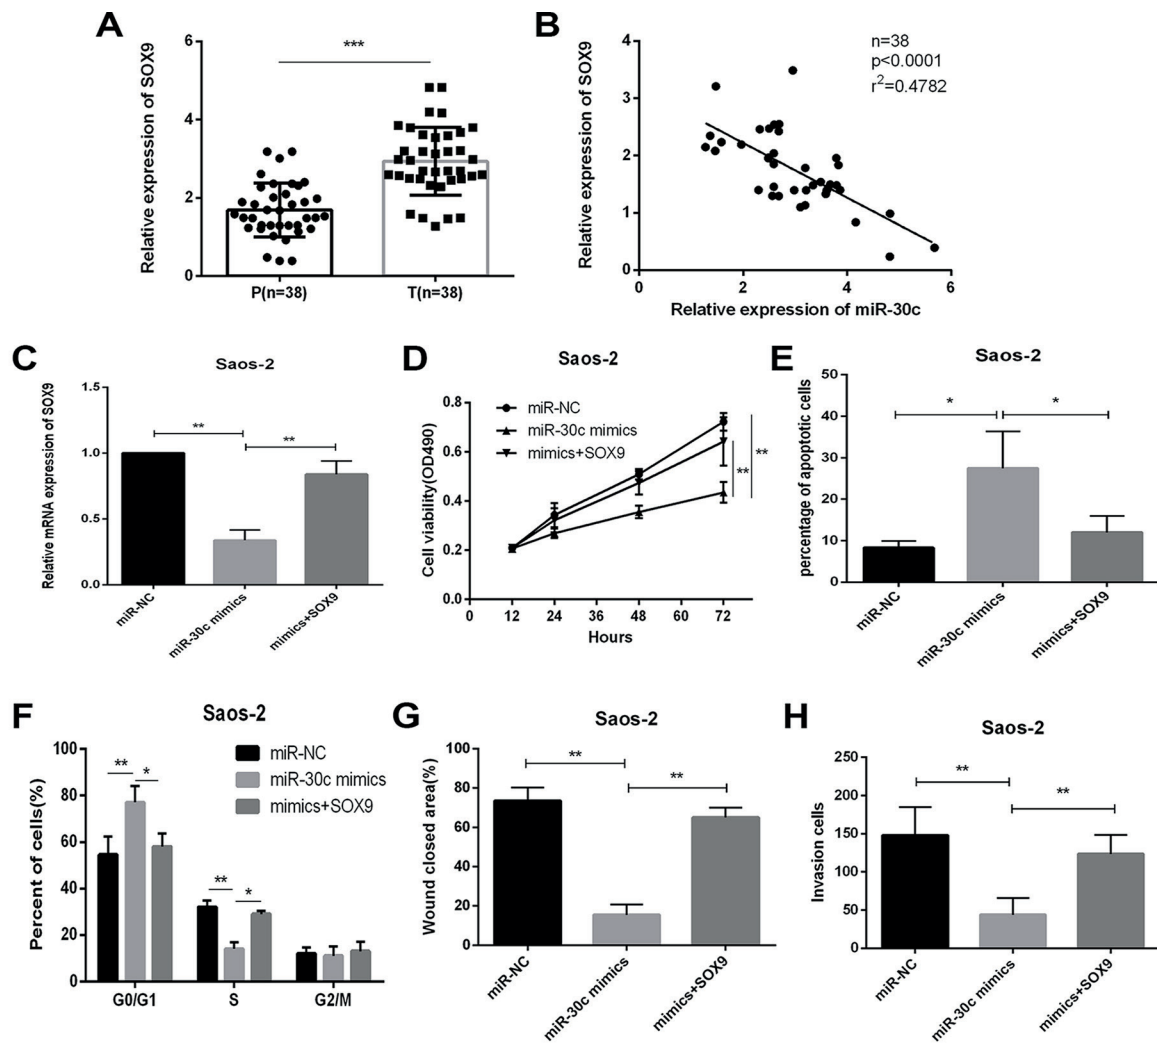 A
Relative expression of SOX9
6
4
2
0
***
P(n=38)
T(n=38)
B
Relative expression of SOX9
4
3
2
1
0
n=38
p<0.0001
r²=0.4782
0
2
4
6
Relative expression of miR-30c
C
Saos-2
Relative mRNA expression of SOX9
1.5
1.0
0.5
0.0
**
**
miR-NC
miR-30c mimics
mimics+SOX9
D
Saos-2
Cell viability(OD490)
0.8
0.6
0.4
0.2
0.0
miR-NC
miR-30c mimics
mimics+SOX9
**
**
0
12
24
36
48
60
72
Hours
E
Saos-2
percentage of apoptotic cells
50
40
30
20
10
0
*
*
miR-NC
miR-30c mimics
mimics+SOX9
F
Saos-2
Percent of cells(%)
100
80
60
40
20
0
miR-NC
miR-30c mimics
mimics+SOX9
**
*
**
*
G0/G1
S
G2/M
G
Saos-2
Wound closed area(%)
100
80
60
40
20
0
**
**
miR-NC
miR-30c mimics
mimics+SOX9
H
Saos-2
Invasion cells
250
200
150
100
50
0
**
**
miR-NC
miR-30c mimics
mimics+SOX9